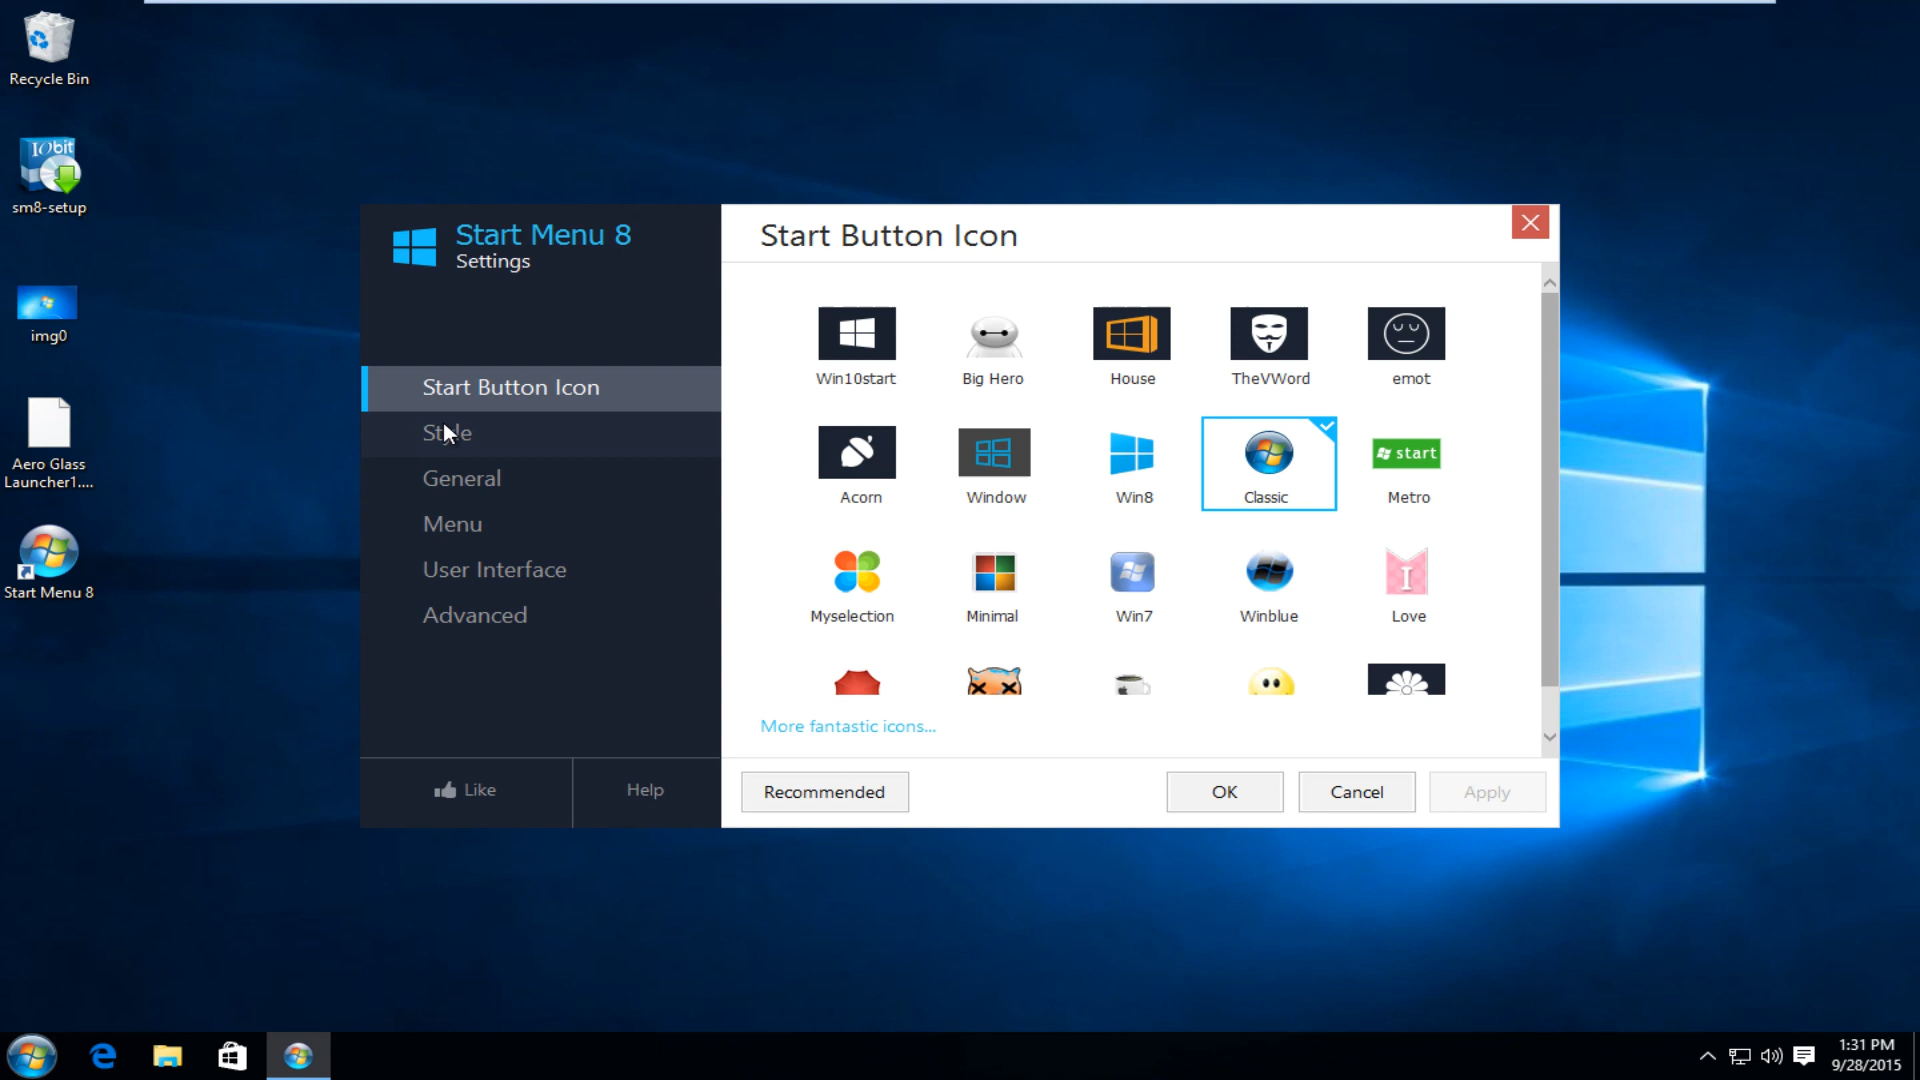 Recycle Bin
IObit
sm8-setup
img0
Aero Glass
Launcher1....
Start Menu 8
Start Menu 8
Settings
Start Button Icon
Style
General
Menu
User Interface
Advanced
Like
Help
Start Button Icon
Win10start
Big Hero
House
TheVWord
emot
start
Acorn
Window
Win8
Classic
Metro
I
Myselection
Minimal
Win7
Winblue
Love
More fantastic icons...
Recommended
OK
Cancel
Apply
1:31 PM
9/28/2015